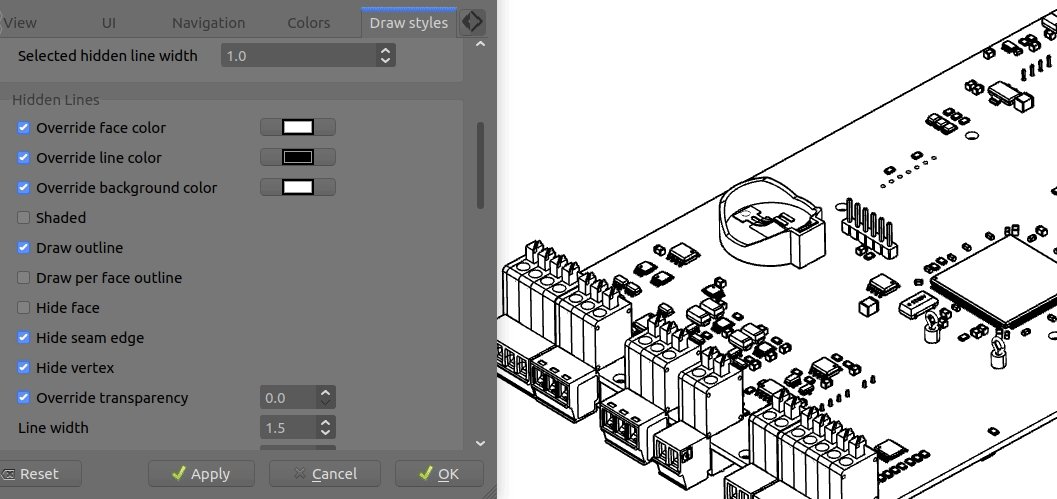 View UI Navigation Colors Draw styles
Selected hidden line width 1.0
Hidden Lines
Override face color
Override line color
Override background color
Shaded
Draw outline
Draw per face outline
Hide face
Hide seam edge
Hide vertex
Override transparency 0.0
Line width 1.5
Reset Apply Cancel OK